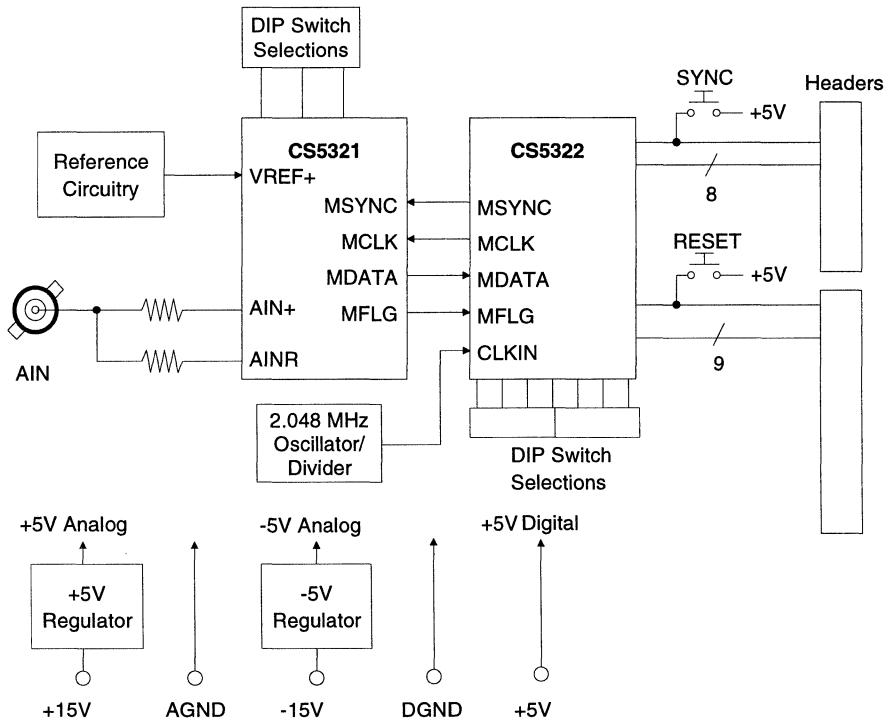 DIP Switch
Selections
SYNC
Headers
+5V
CS5321
CS5322
Reference
Circuitry
VREF+
8
MSYNC
MSYNC
MCLK
MCLK
RESET
MDATA
MDATA
+5V
AIN+
MFLG
MFLG
AINR
CLKIN
9
AIN
2.048 MHz
Oscillator/
Divider
DIP Switch
Selections
+5V Analog
-5V Analog
+5V Digital
+5V
Regulator
-5V
Regulator
+15V
AGND
-15V
DGND
+5V